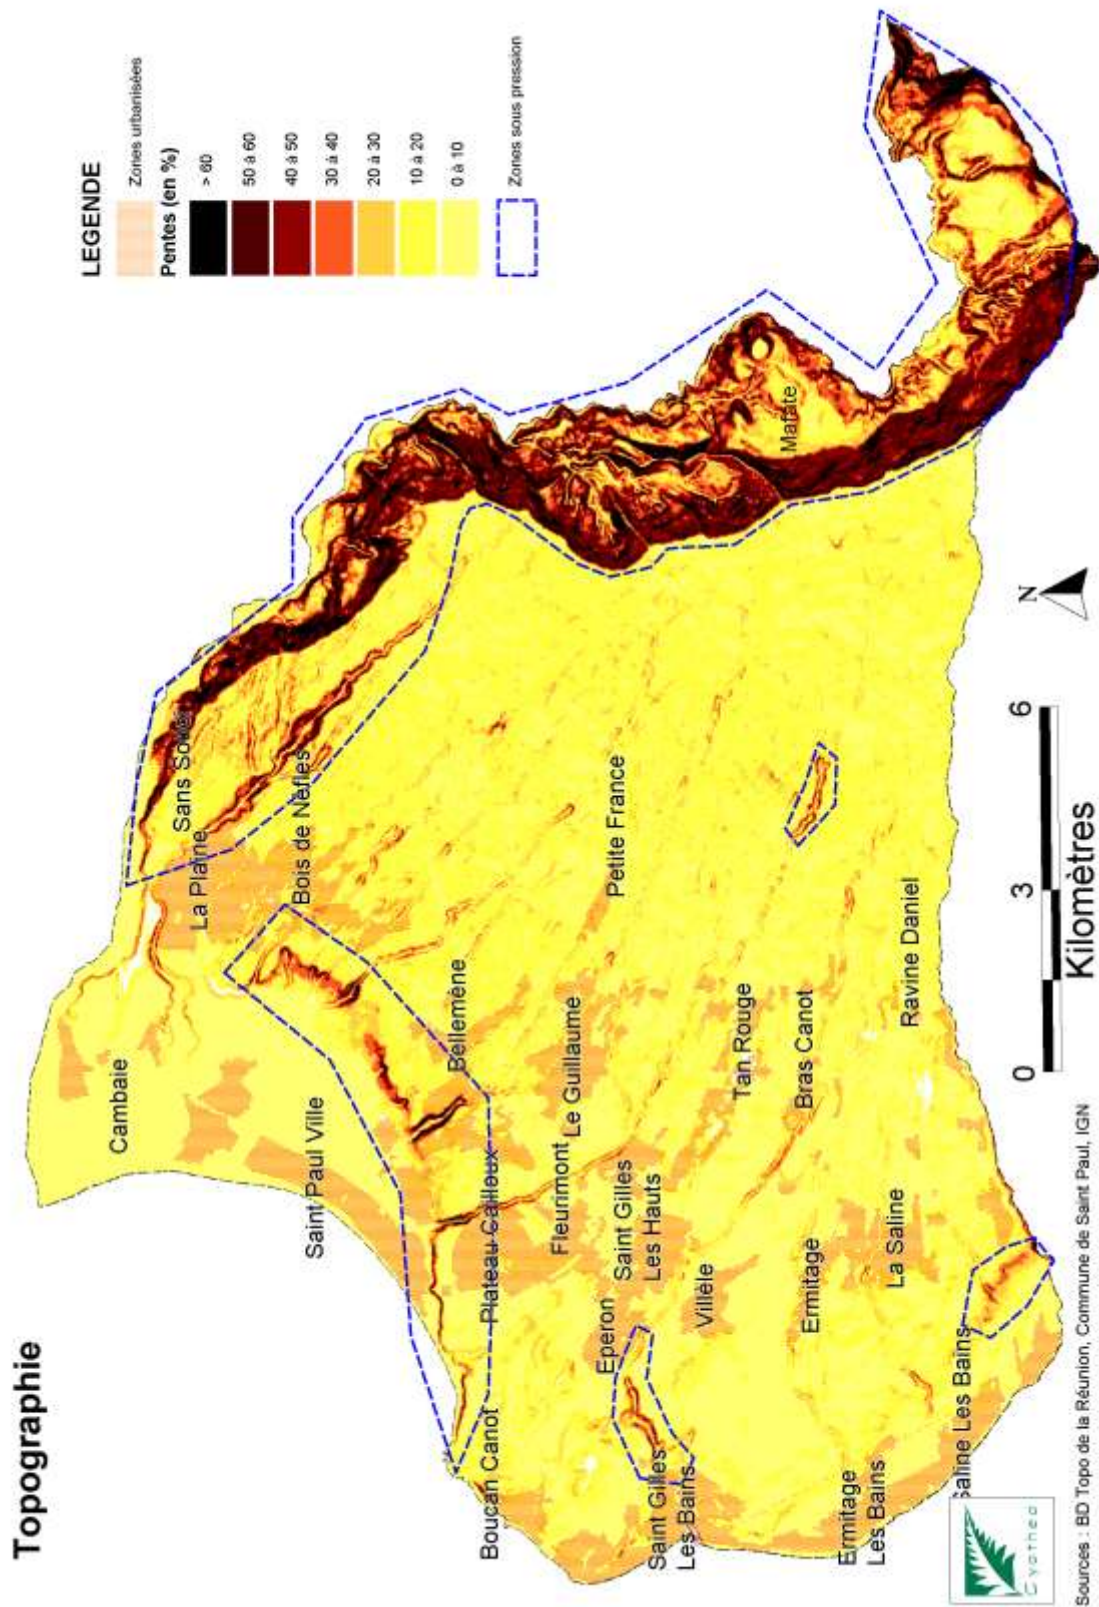 Topographie
LEGENDE
Zones urbanisées
Pentes (en %)
> 60
50 à 60
40 à 50
30 à 40
20 à 30
10 à 20
0 à 10
Zones sous pression
Cambaie
La Plaine
Sans Souci
Bois de Nèfles
Saint Paul Ville
Bellemène
Mafate
Boucan Canot
Plateau Cailloux
Fleurimont
Le Guillaume
Petite France
Eperon
Saint Gilles
Les Hauts
Saint Gilles
Les Bains
Villèle
Tan Rouge
Bras Canot
Ermitage
Ermitage
Les Bains
La Saline
Ravine Daniel
Saline Les Bains
N
0
3
6
Kilomètres
Cyathea
Sources : BD Topo de la Réunion, Commune de Saint Paul, IGN